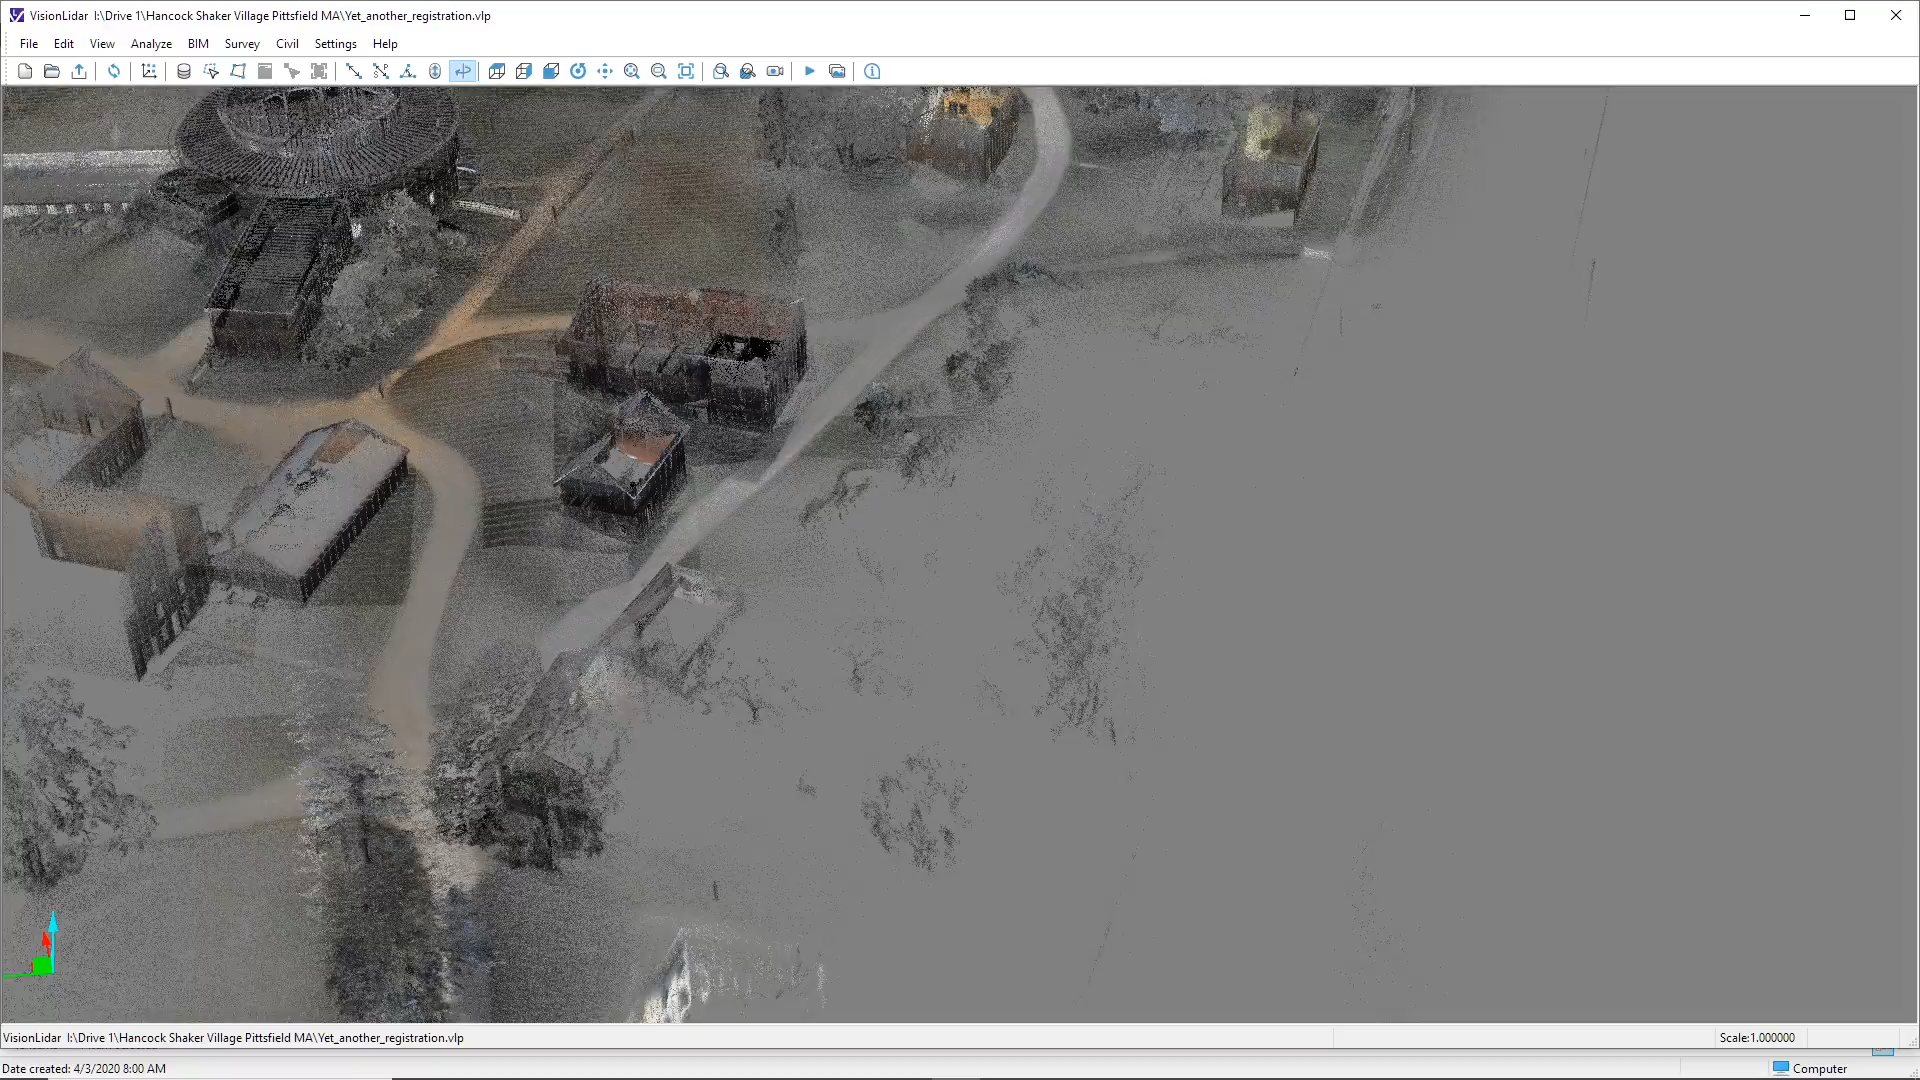 VisionLidar I:\Drive 1\Hancock Shaker Village Pittsfield MA\Yet_another_registration.vlp
File Edit View Analyze BIM Survey Civil Settings Help
VisionLidar I:\Drive 1\Hancock Shaker Village Pittsfield MA\Yet_another_registration.vlp
Scale:1.000000
Date created: 4/3/2020 8:00 AM
Computer